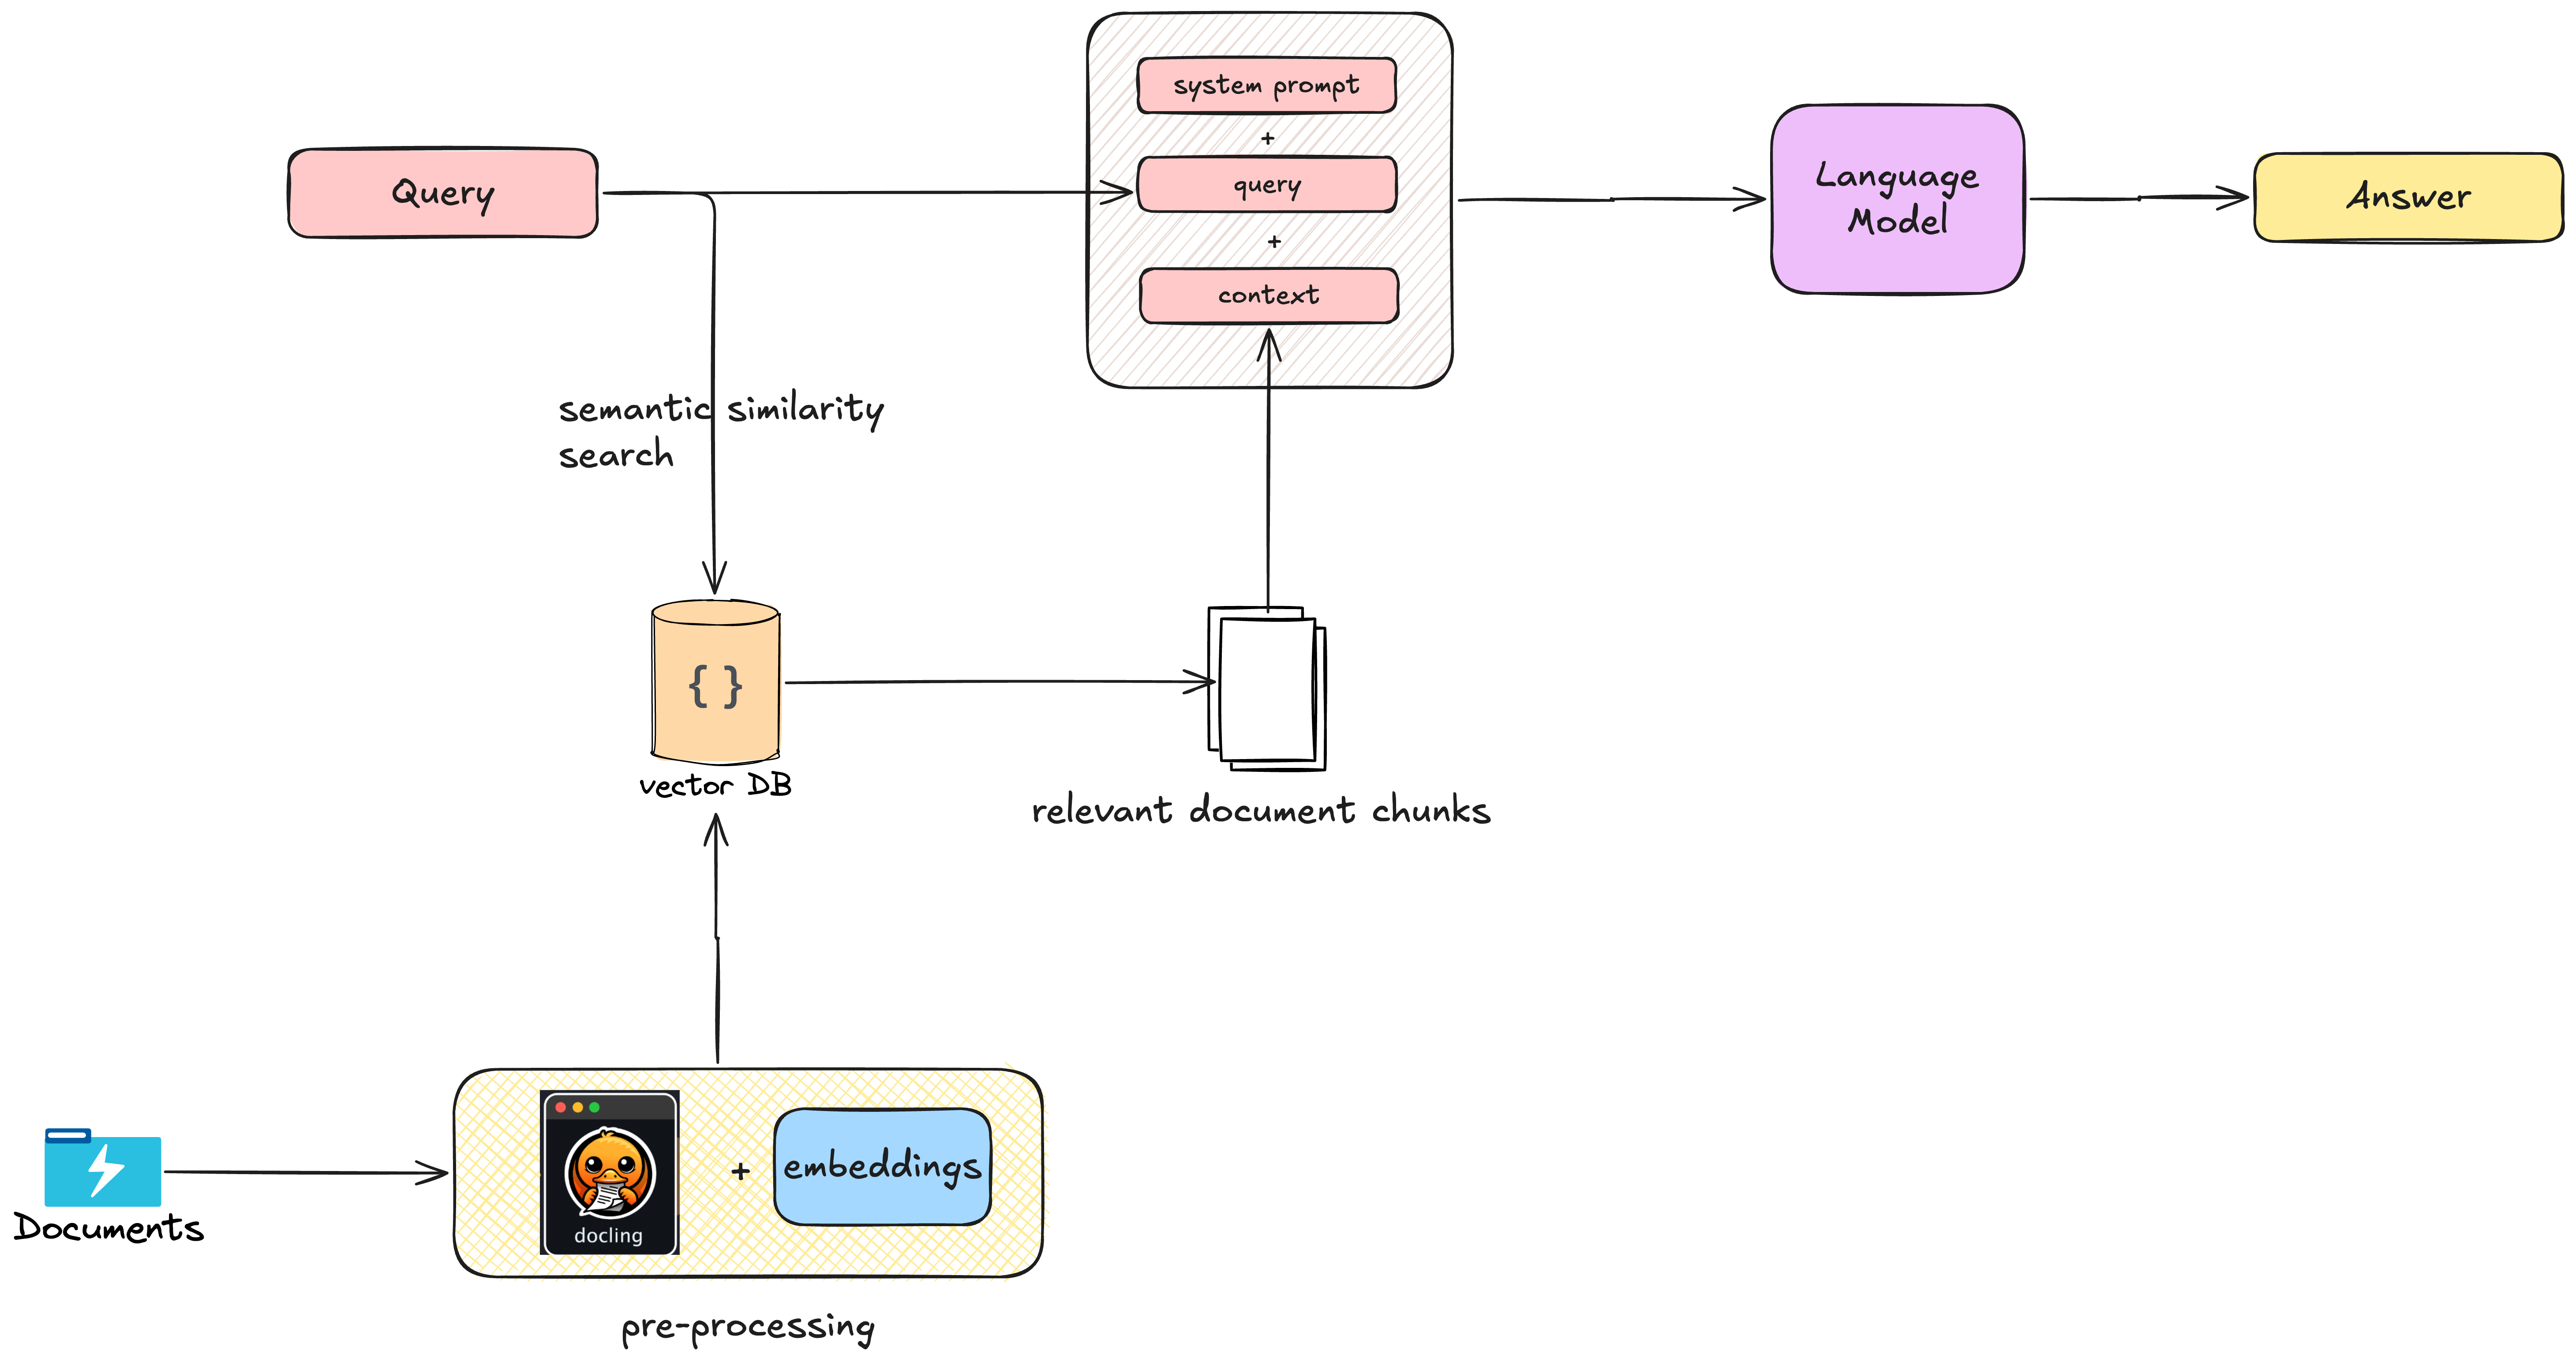 system prompt
+
Query
query
+
context
Language
Model
Answer
semantic similarity
search
{ }
vector DB
relevant document chunks
Documents
docling
+
embeddings
pre-processing